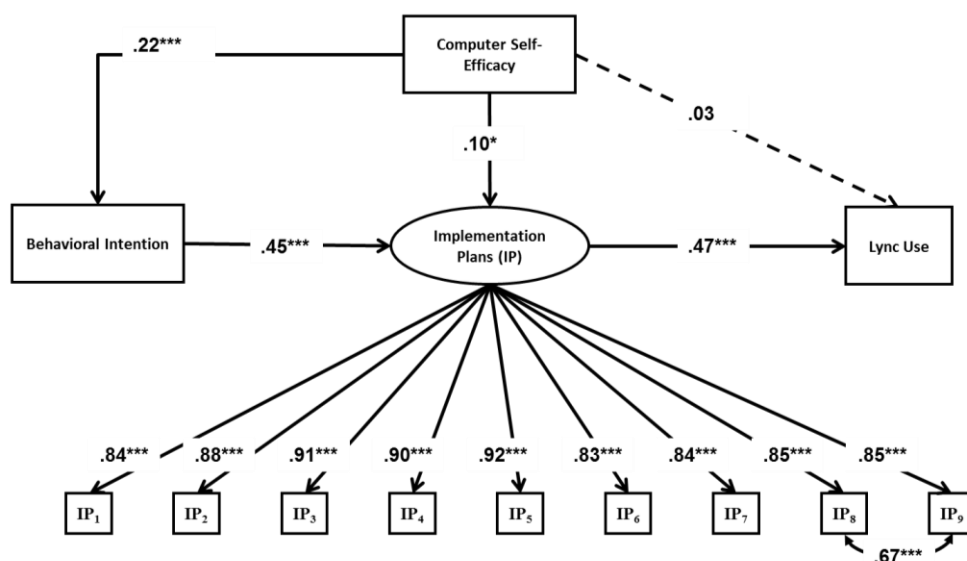 .22***
Computer Self-
Efficacy
.03
.10*
Behavioral Intention
.45***
Implementation
Plans (IP)
.47***
Lync Use
.84***
.88***
.91***
.90***
.92***
.83***
.84***
.85***
.85***
IP₁
IP₂
IP₃
IP₄
IP₅
IP₆
IP₇
IP₈
IP₉
.67***